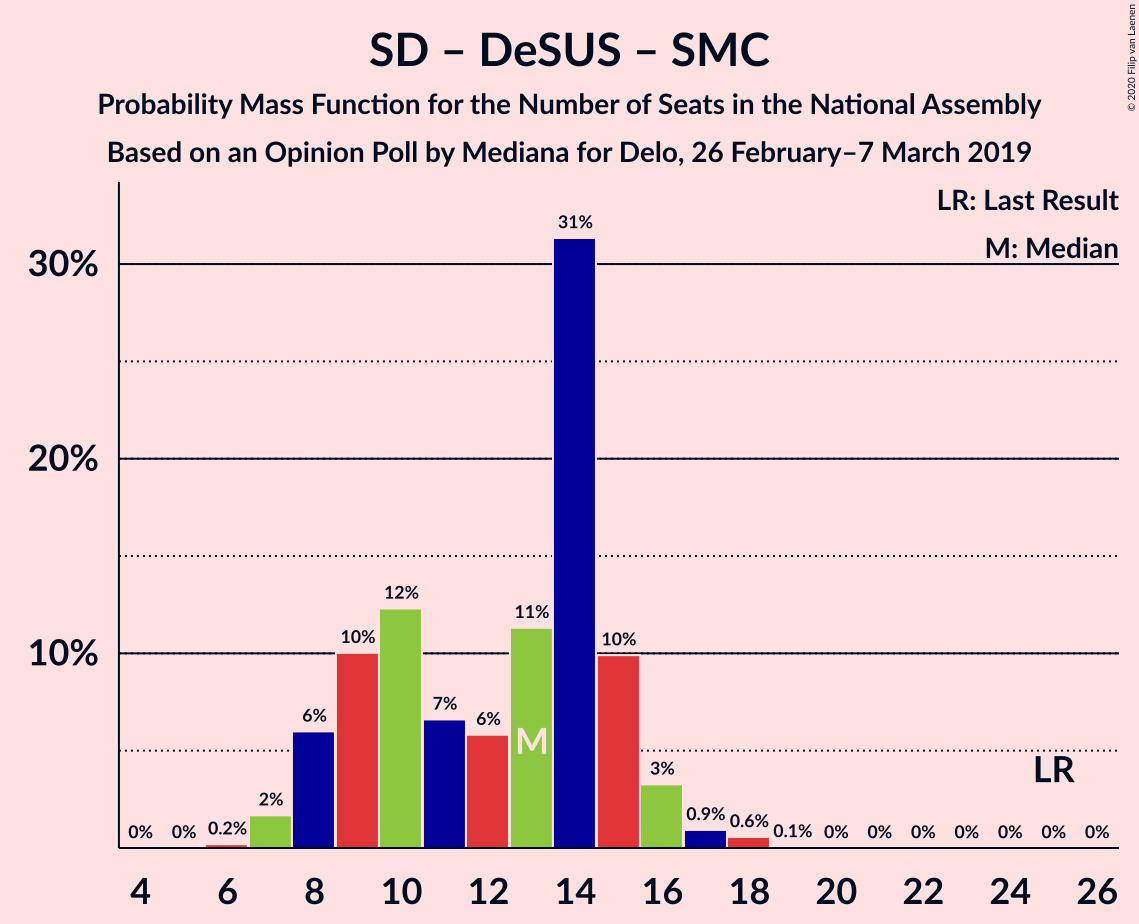 SD – DeSUS – SMC
Probability Mass Function for the Number of Seats in the National Assembly
Based on an Opinion Poll by Mediana for Delo, 26 February–7 March 2019
© 2020 Filip van Laenen
LR: Last Result
M: Median
30%
20%
10%
0% 0% 0.2% 2% 6% 10% 12% 7% 6% 11% 31% 10% 3% 0.9% 0.6% 0.1% 0% 0% 0% 0% 0% 0% 0%
M
LR
4 6 8 10 12 14 16 18 20 22 24 26